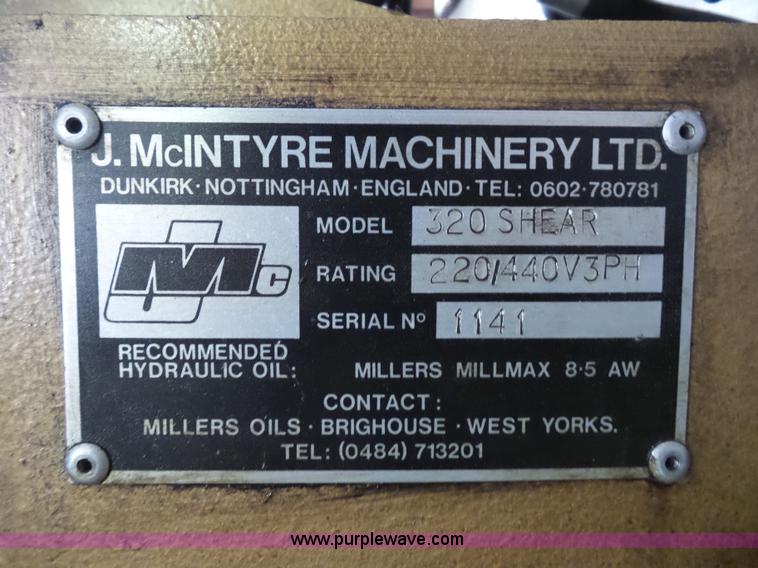 J. McINTYRE MACHINERY LTD.
DUNKIRK · NOTTINGHAM · ENGLAND · TEL: 0602 · 780781
JMc
MODEL 320 SHEAR
RATING 220/440V3PH
SERIAL Nº 1141
RECOMMENDED
HYDRAULIC OIL: MILLERS MILLMAX 8·5 AW
CONTACT:
MILLERS OILS · BRIGHOUSE · WEST YORKS.
TEL: (0484) 713201
www.purplewave.com